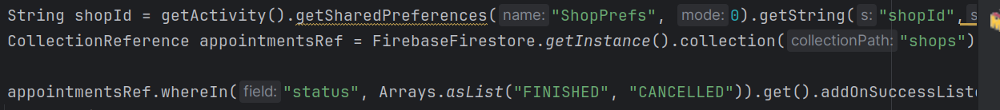 String shopId = getActivity().getSharedPreferences( name: "ShopPrefs", mode: 0).getString( s: "shopId", s
CollectionReference appointmentsRef = FirebaseFirestore.getInstance().collection( collectionPath: "shops")
appointmentsRef.whereIn( field: "status", Arrays.asList("FINISHED", "CANCELLED")).get().addOnSuccessListe